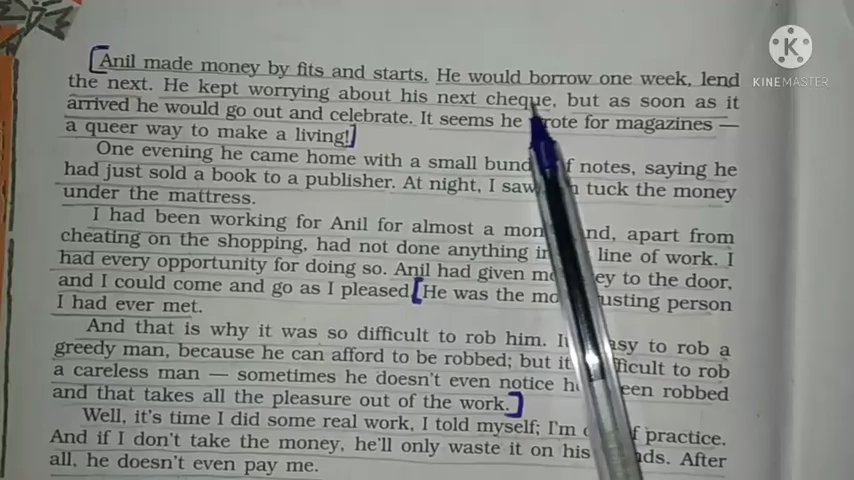 Anil made money by fits and starts. He would borrow one week, lend
the next. He kept worrying about his next cheque, but as soon as it
arrived he would go out and celebrate. It seems he rote for magazines —
a queer way to make a living!
One evening he came home with a small bund f notes, saying he
had just sold a book to a publisher. At night, I saw tuck the money
under the mattress.
I had been working for Anil for almost a mon nd, apart from
cheating on the shopping, had not done anything in line of work. I
had every opportunity for doing so. Anil had given me ey to the door,
and I could come and go as I pleased. He was the mo usting person
I had ever met.
And that is why it was so difficult to rob him. It asy to rob a
greedy man, because he can afford to be robbed; but it ficult to rob
a careless man — sometimes he doesn't even notice he een robbed
and that takes all the pleasure out of the work.
Well, it's time I did some real work, I told myself; I'm f practice.
And if I don't take the money, he'll only waste it on his nds. After
all, he doesn't even pay me.
K
KINEMASTER